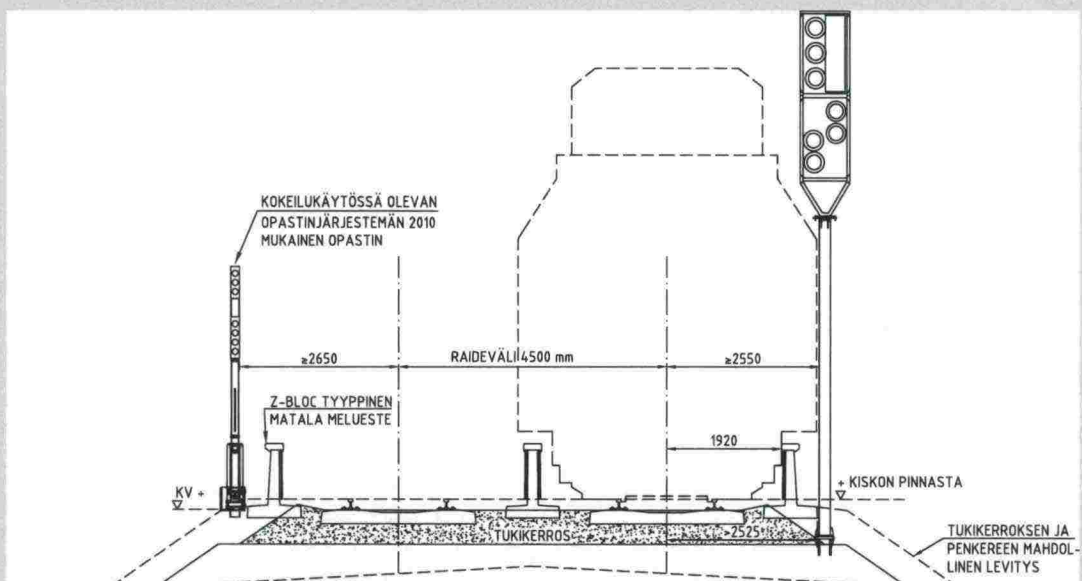 KOKEILUKÄYTÖSSÄ OLEVAN
OPASTINJÄRJESTEMÄN 2010
MUKAINEN OPASTIN
≥2650
RAIDEVÄLI 4500 mm
≥2550
Z-BLOC TYYPPINEN
MATALA MELUESTE
1920
KV +
+ KISKON PINNASTA
TUKIKERROS
>2525*
TUKIKERROKSEN JA
PENKEREEN MAHDOL-
LINEN LEVITYS